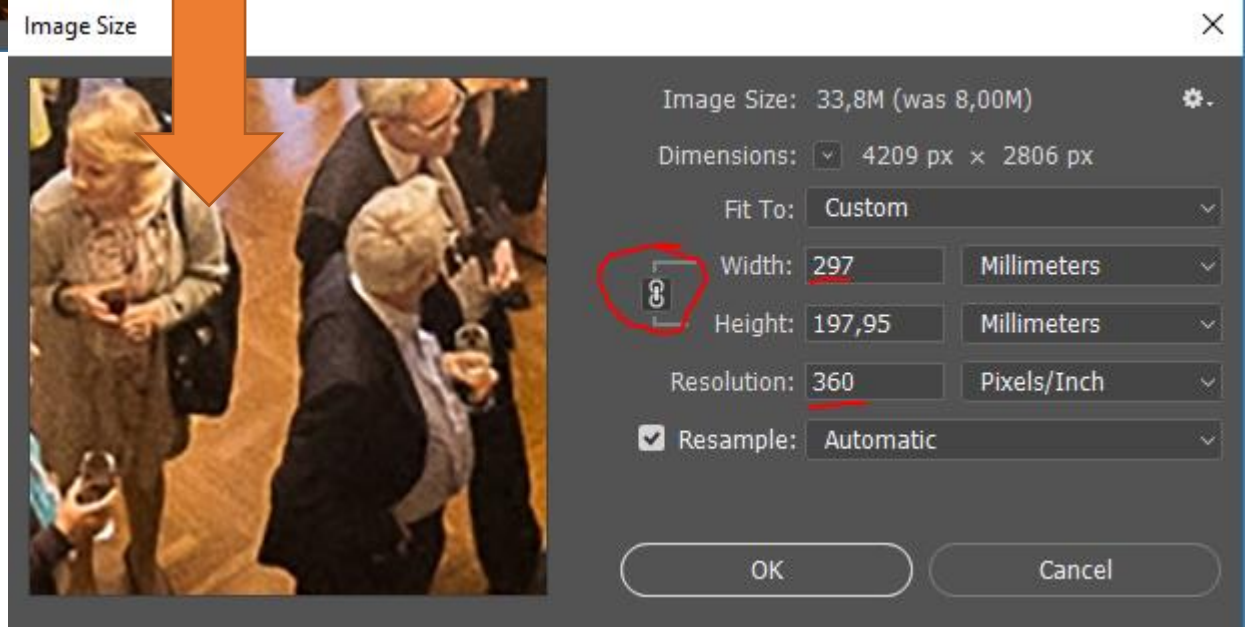 Image Size
Image Size: 33,8M (was 8,00M)
Dimensions: 4209 px × 2806 px
Fit To: Custom
Width: 297 Millimeters
Height: 197,95 Millimeters
Resolution: 360 Pixels/Inch
Resample: Automatic
OK Cancel